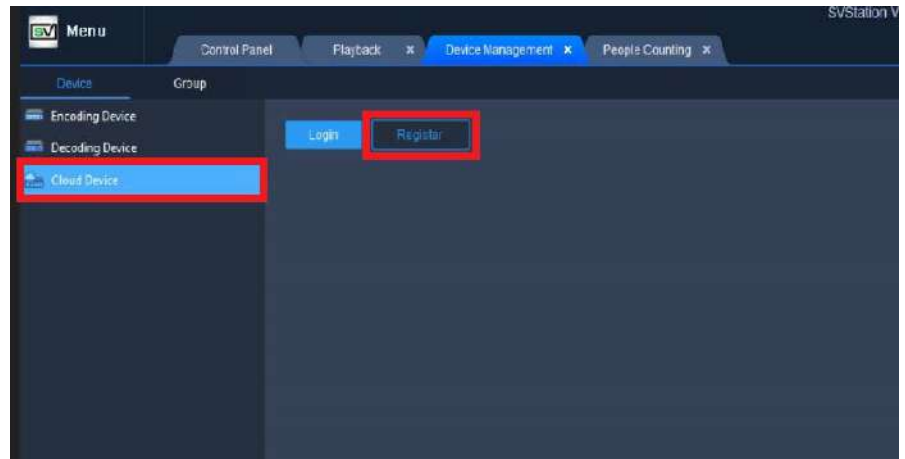 SVStation V
SV Menu
Control Panel Playback x Device Management x People Counting x
Device Group
Encoding Device
Decoding Device
Cloud Device
Login Register